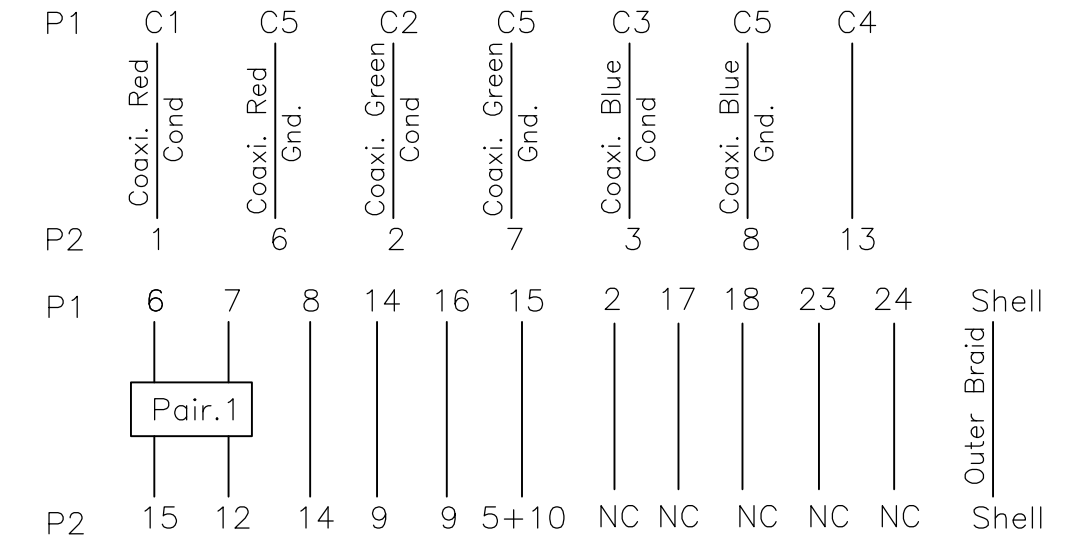 P1 C1 C5 C2 C5 C3 C5 C4
Coaxi. Red
Cond
Coaxi. Red
Gnd.
Coaxi. Green
Cond
Coaxi. Green
Gnd.
Coaxi. Blue
Cond
Coaxi. Blue
Gnd.
P2 1 6 2 7 3 8 13
P1 6 7 8 14 16 15 2 17 18 23 24 Shell
Pair.1
Outer Braid
P2 15 12 14 9 9 5+10 NC NC NC NC NC Shell